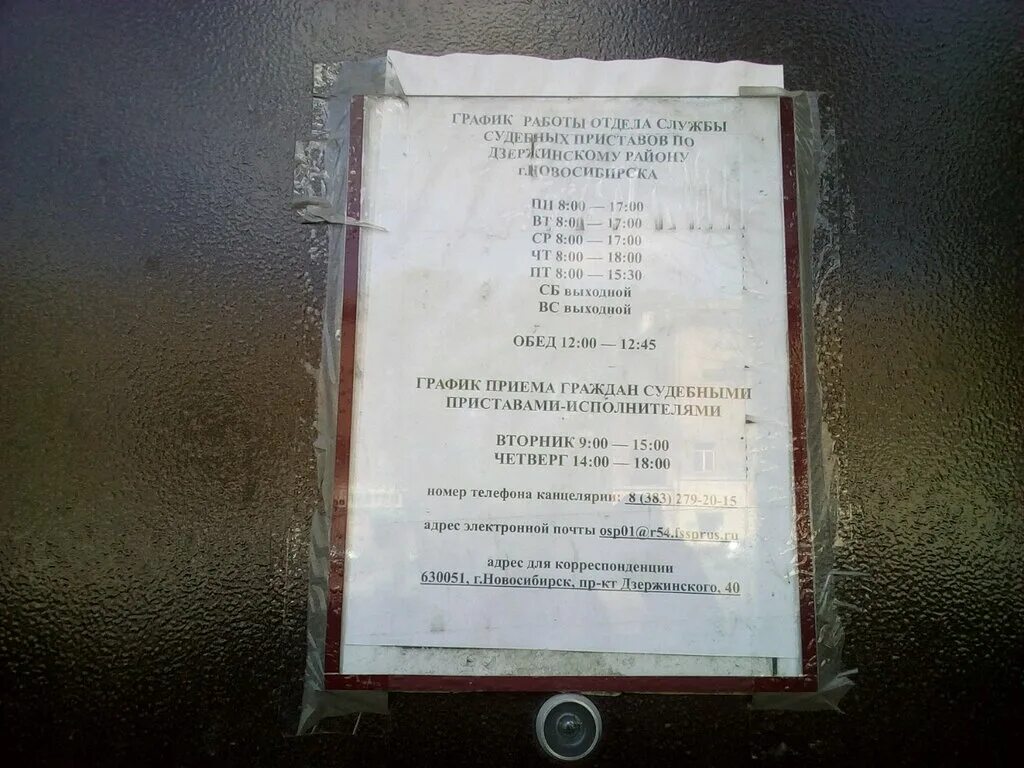 ГРАФИК РАБОТЫ ОТДЕЛА СЛУЖБЫ
СУДЕБНЫХ ПРИСТАВОВ ПО
ДЗЕРЖИНСКОМУ РАЙОНУ
г.НОВОСИБИРСКА
ПН 8:00 — 17:00
ВТ 8:00 — 17:00
СР 8:00 — 17:00
ЧТ 8:00 — 18:00
ПТ 8:00 — 15:30
СБ выходной
ВС выходной
ОБЕД 12:00 — 12:45
ГРАФИК ПРИЕМА ГРАЖДАН СУДЕБНЫМИ
ПРИСТАВАМИ-ИСПОЛНИТЕЛЯМИ
ВТОРНИК 9:00 — 15:00
ЧЕТВЕРГ 14:00 — 18:00
номер телефона канцелярии: 8 (383) 279-20-15
адрес электронной почты osp01@r54.fssprus.ru
адрес для корреспонденции
630051, г.Новосибирск, пр-кт Дзержинского, 40